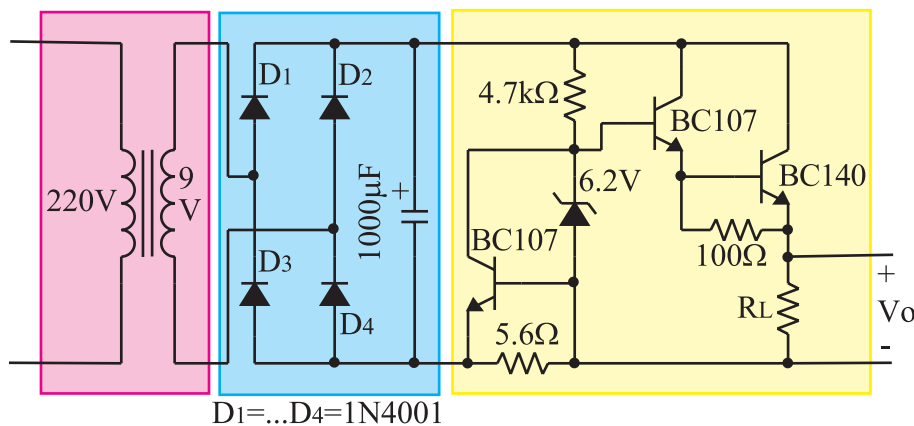 220V
9
V
D1
D2
D3
D4
1000μF
+
4.7kΩ
6.2V
BC107
BC107
BC140
100Ω
5.6Ω
RL
+
Vo
-
D1=...D4=1N4001